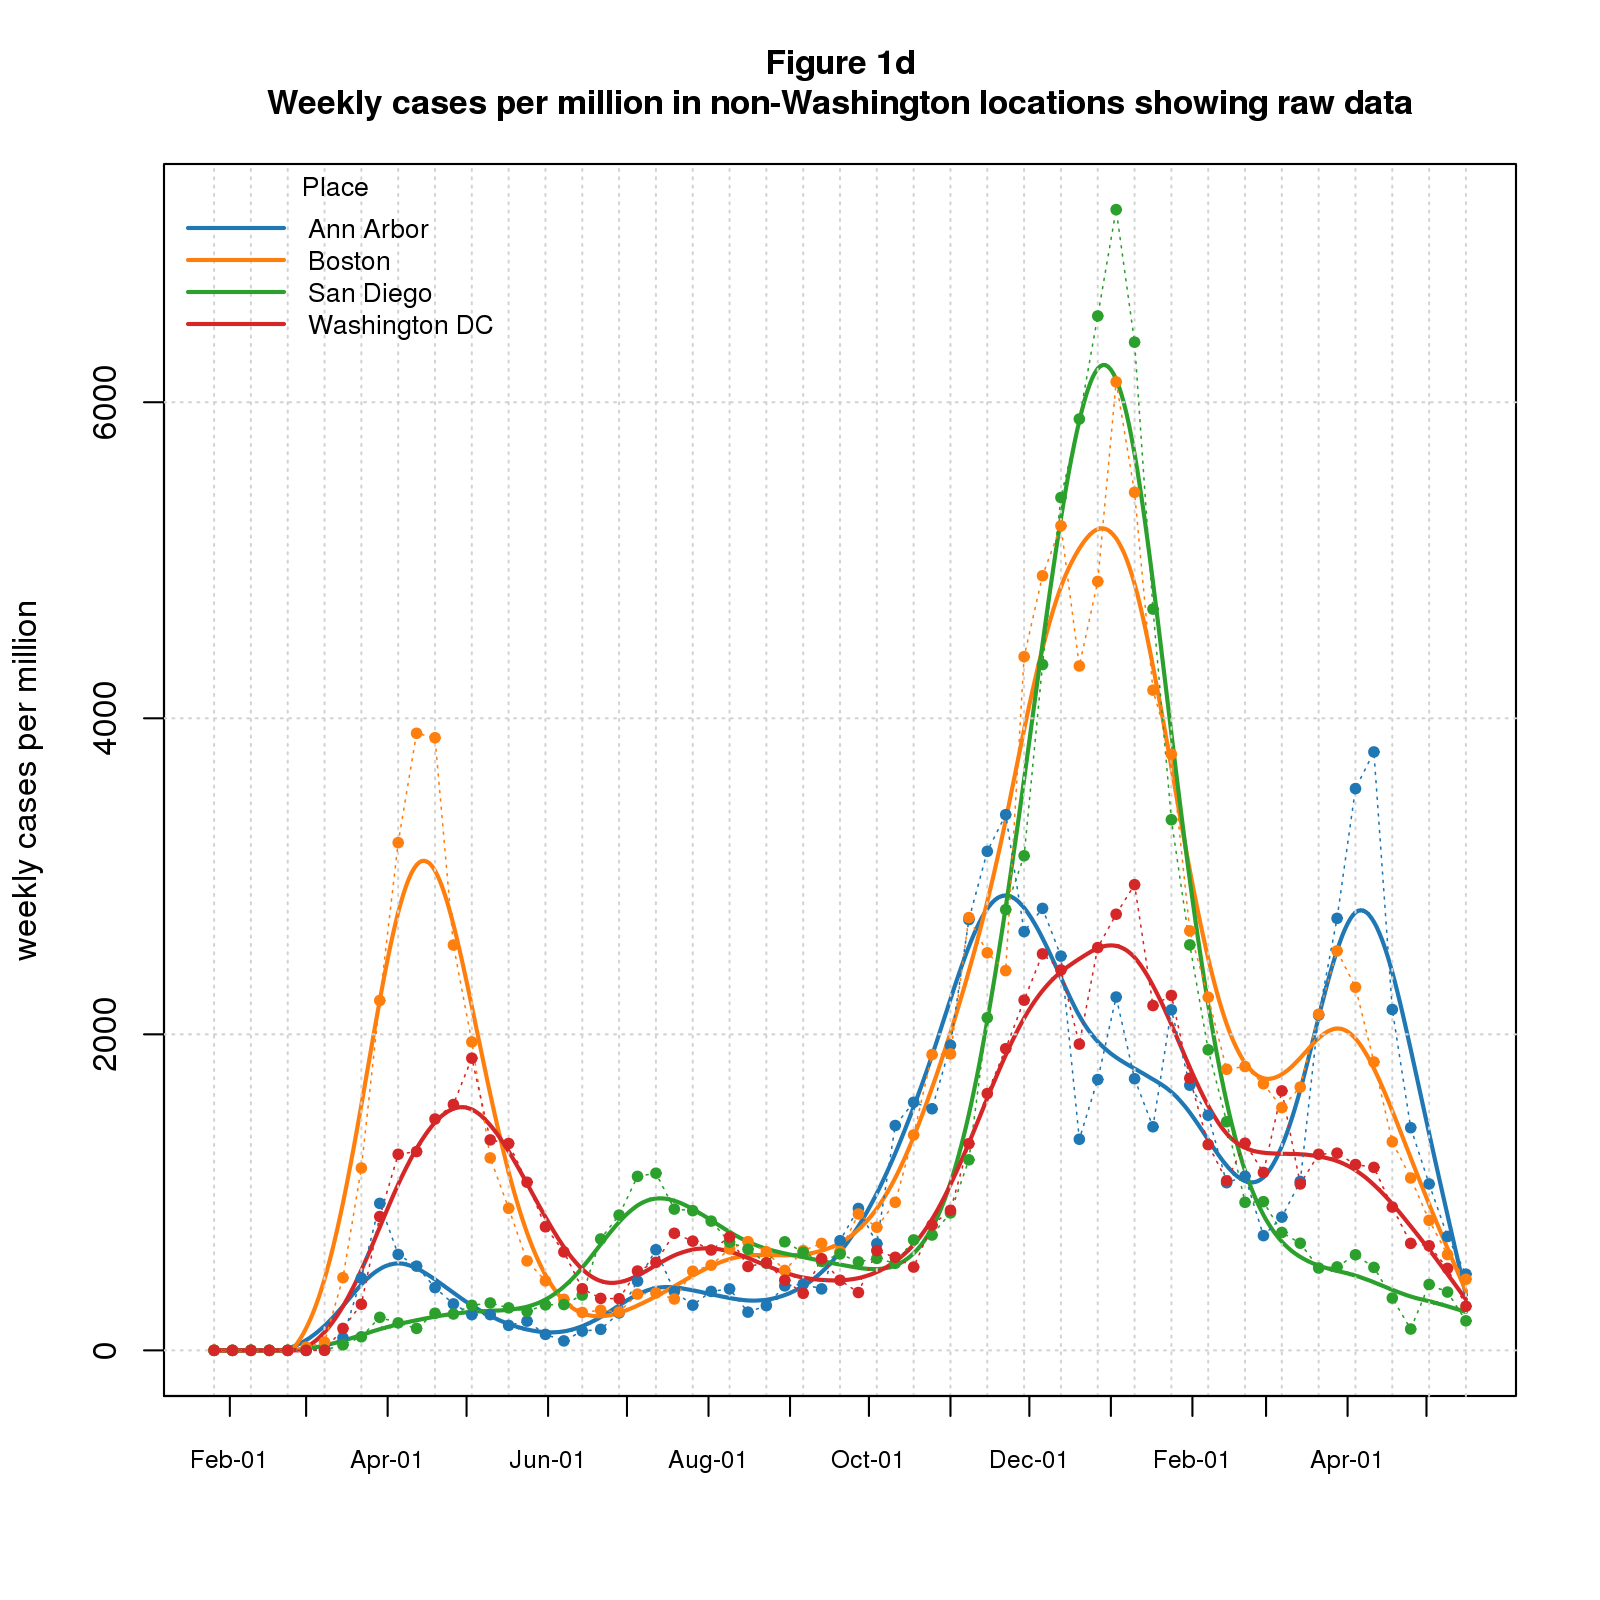 Figure 1d
Weekly cases per million in non-Washington locations showing raw data
Place
Ann Arbor
Boston
San Diego
Washington DC
weekly cases per million
6000
4000
2000
0
Feb-01 Apr-01 Jun-01 Aug-01 Oct-01 Dec-01 Feb-01 Apr-01